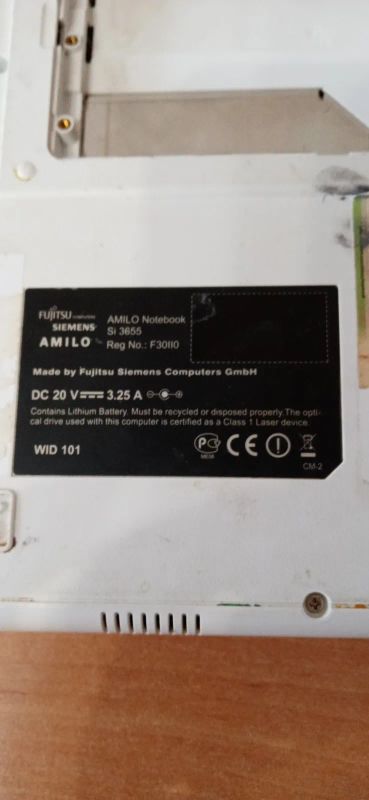 FUJITSU COMPUTERS
SIEMENS
AMILO
AMILO Notebook
Si 3655
Reg No.: F30II0
Made by Fujitsu Siemens Computers GmbH
DC 20 V 3.25 A
Contains Lithium Battery. Must be recycled or disposed properly.The opti-
cal drive used with this computer is certified as a Class 1 Laser device.
WID 101
CE
CM-2